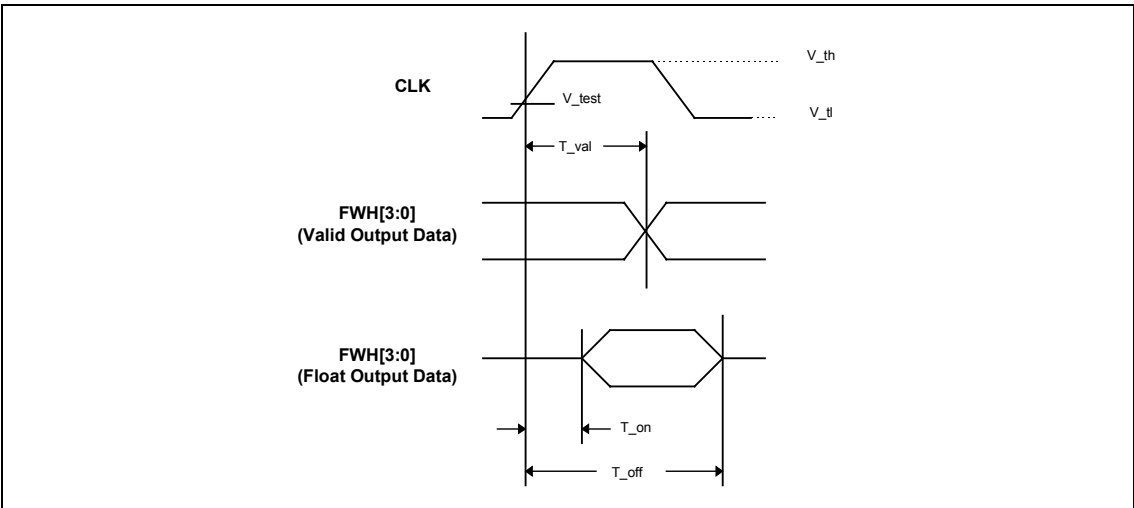 V_th
CLK
V_test
V_tl
T_val
FWH[3:0]
(Valid Output Data)
FWH[3:0]
(Float Output Data)
T_on
T_off